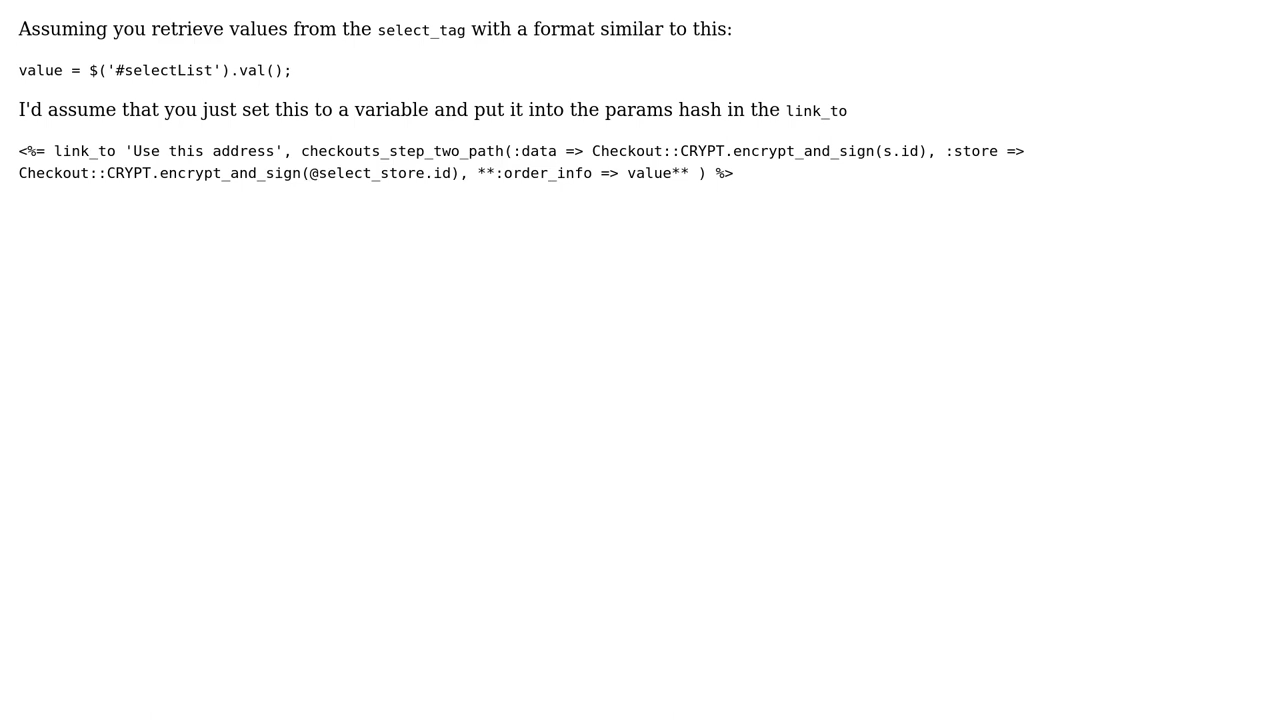 Assuming you retrieve values from the select_tag with a format similar to this:
value = $('#selectList').val();
I'd assume that you just set this to a variable and put it into the params hash in the link_to
<%= link_to 'Use this address', checkouts_step_two_path(:data => Checkout::CRYPT.encrypt_and_sign(s.id), :store =>
Checkout::CRYPT.encrypt_and_sign(@select_store.id), **:order_info => value** ) %>